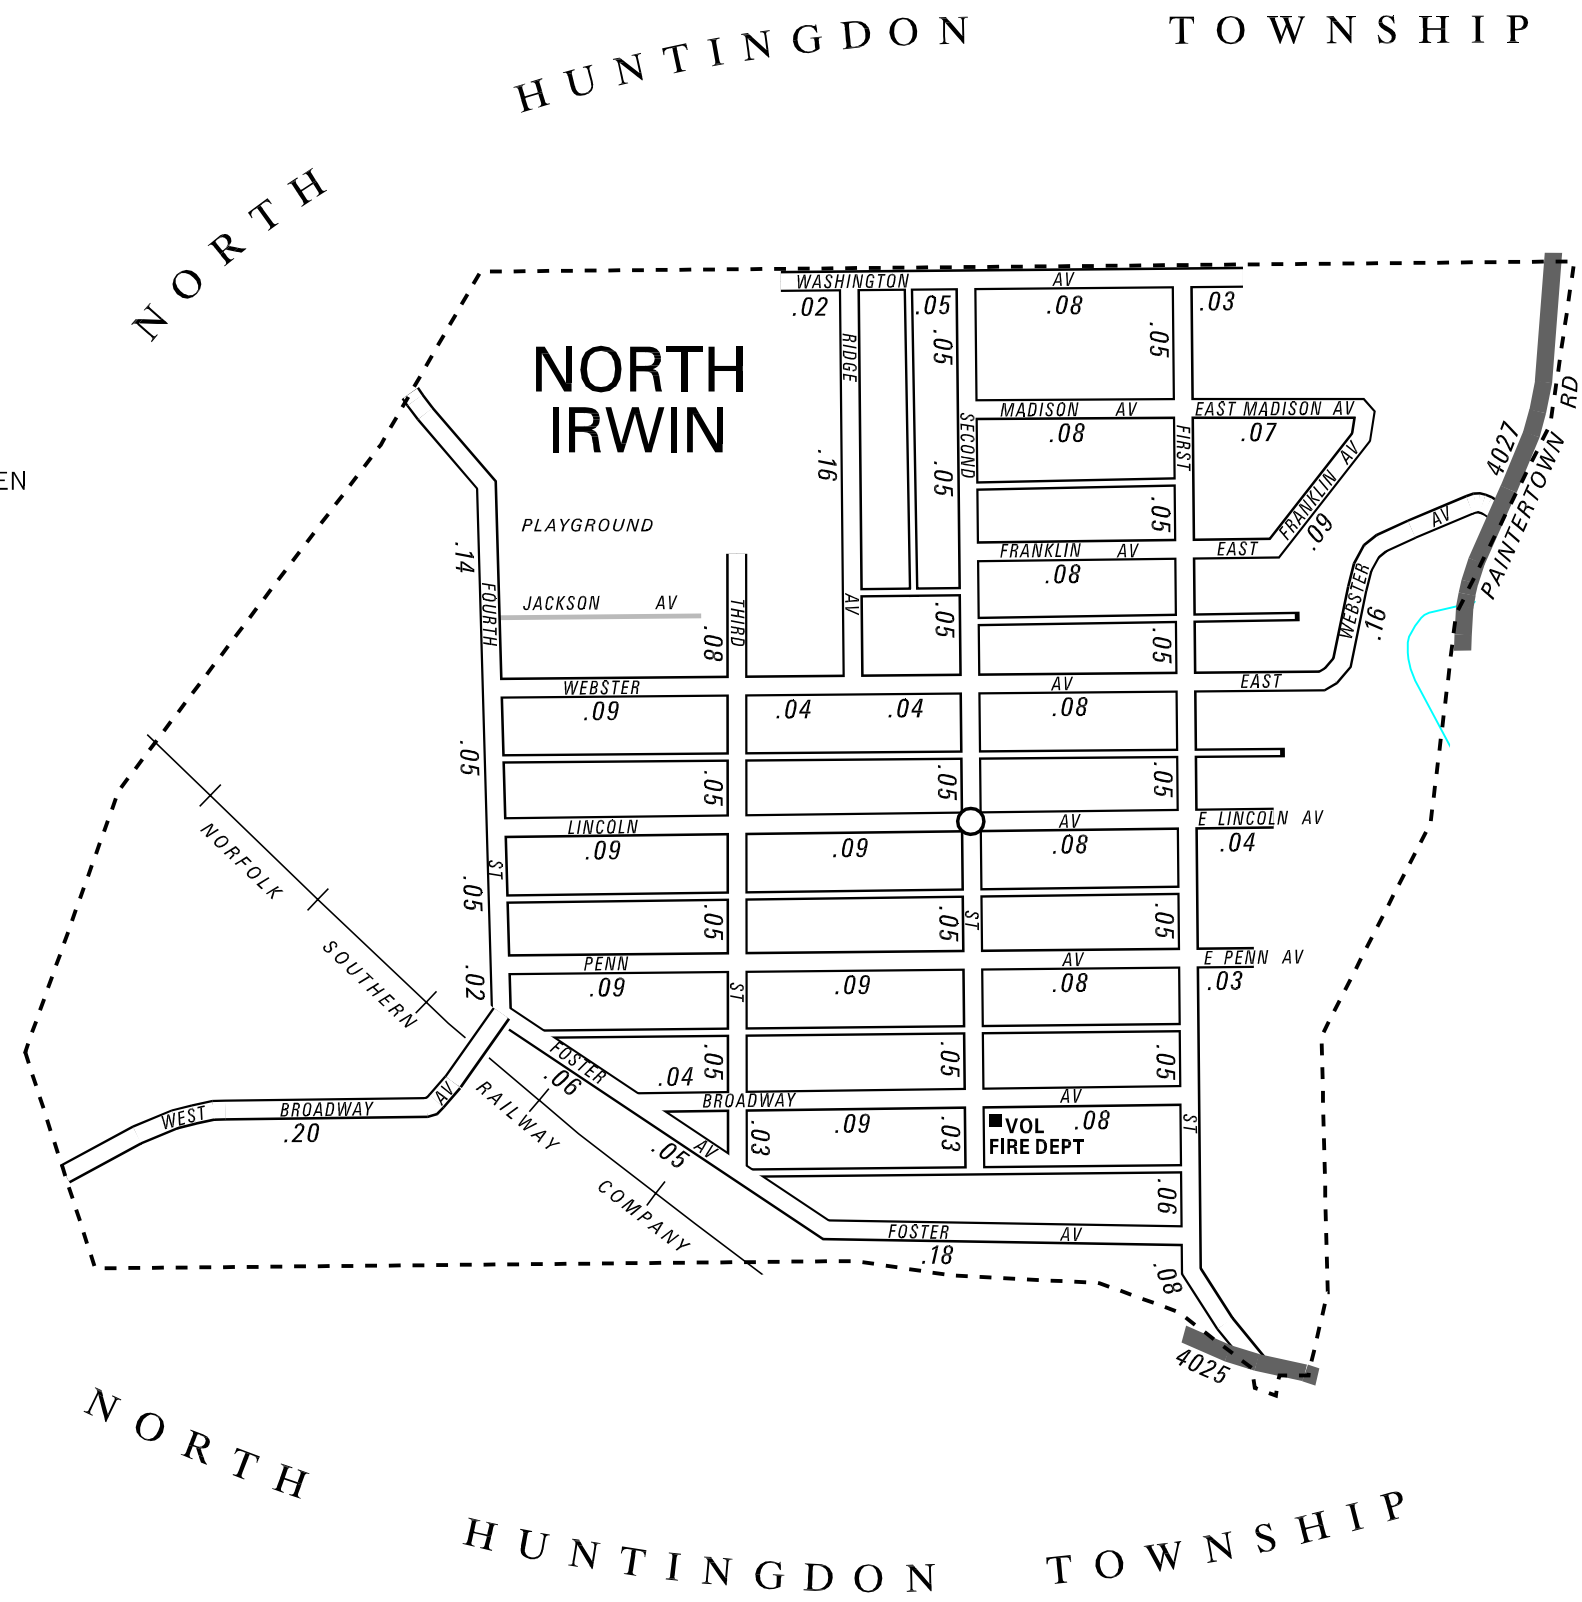 NORTH HUNTINGDON TOWNSHIP
WASHINGTON AV
.02 .05 .08 .03
RIDGE AV
.05
.05
NORTH
IRWIN
MADISON AV
EAST MADISON AV
.08
.07
SECOND ST
FIRST ST
4027
PAINTERTOWN RD
.16
.05
EN
PLAYGROUND
.05
FRANKLIN AV
EAST FRANKLIN AV
.09
.08
.14
FOURTH ST
JACKSON AV
THIRD ST
.08
.05
.05
EAST WEBSTER AV
.16
WEBSTER AV
.09 .04 .04 .08
.05
.05
.05
.05
LINCOLN AV
E LINCOLN AV
.09 .09 .08 .04
.05
.05
.05
.05
PENN AV
E PENN AV
.02
.09 .09 .08 .03
NORFOLK SOUTHERN RAILWAY COMPANY
FOSTER AV
.06
.04
.05
.05
.05
BROADWAY AV
WEST BROADWAY AV
.20
.05
.03
.09
.03
.08
VOL
FIRE DEPT
.06
FOSTER AV
.18
.08
4025
NORTH HUNTINGDON TOWNSHIP